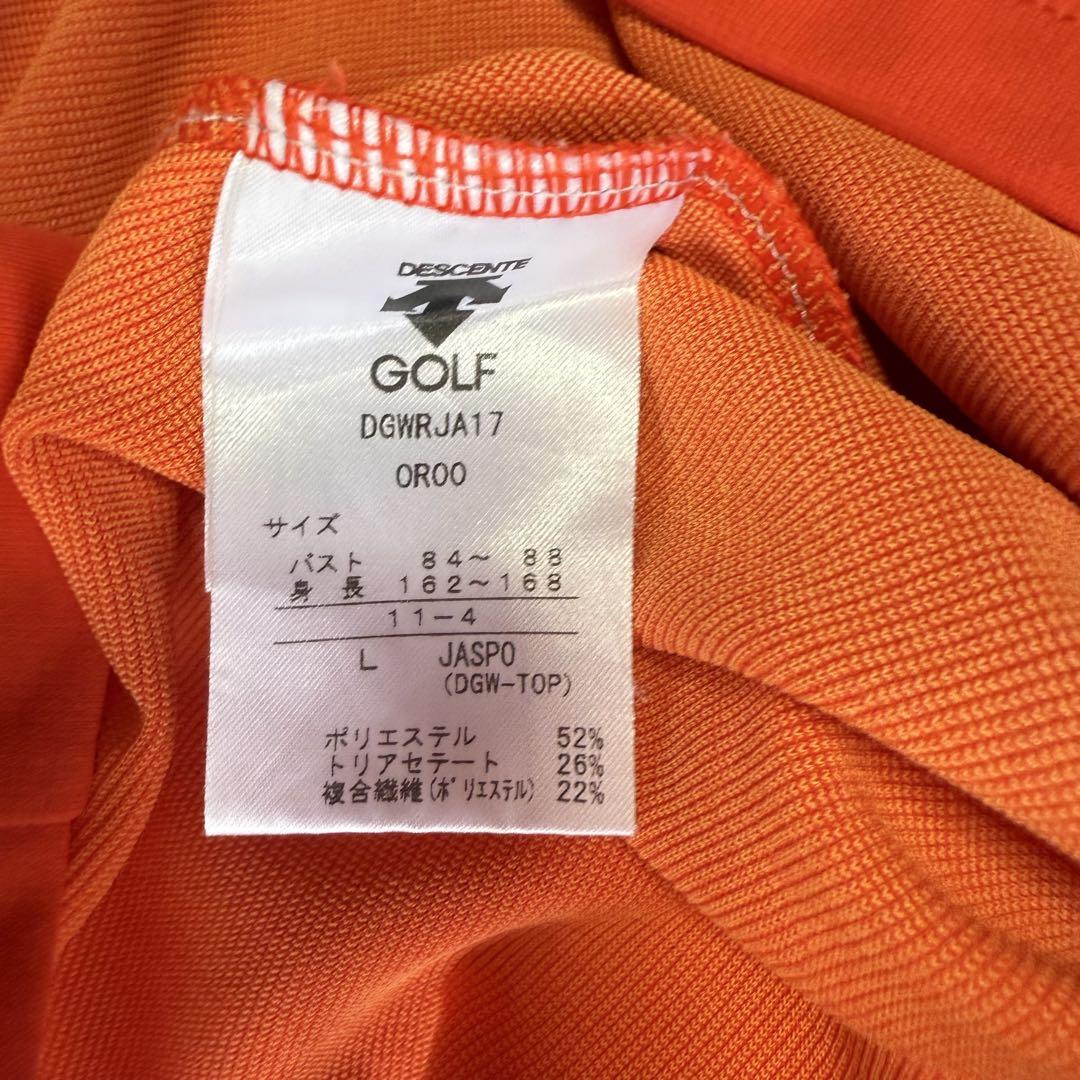 DESCENTE
GOLF
DGWRJA17
OR00
サイズ
バスト 84～ 88
身 長 162～168
11－4
L JASPO
(DGW-TOP)
ポリエステル 52%
トリアセテート 26%
複合繊維(ポリエステル) 22%